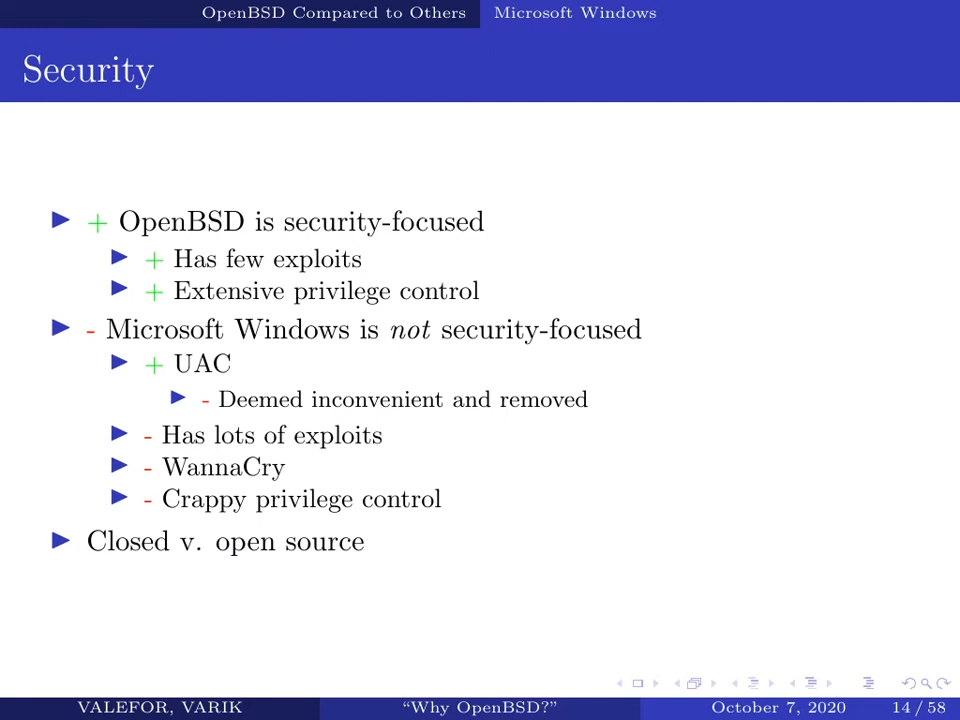 OpenBSD Compared to Others Microsoft Windows
Security
+ OpenBSD is security-focused
+ Has few exploits
+ Extensive privilege control
- Microsoft Windows is not security-focused
+ UAC
- Deemed inconvenient and removed
- Has lots of exploits
- WannaCry
- Crappy privilege control
Closed v. open source
VALEFOR, VARIK “Why OpenBSD?” October 7, 2020 14 / 58